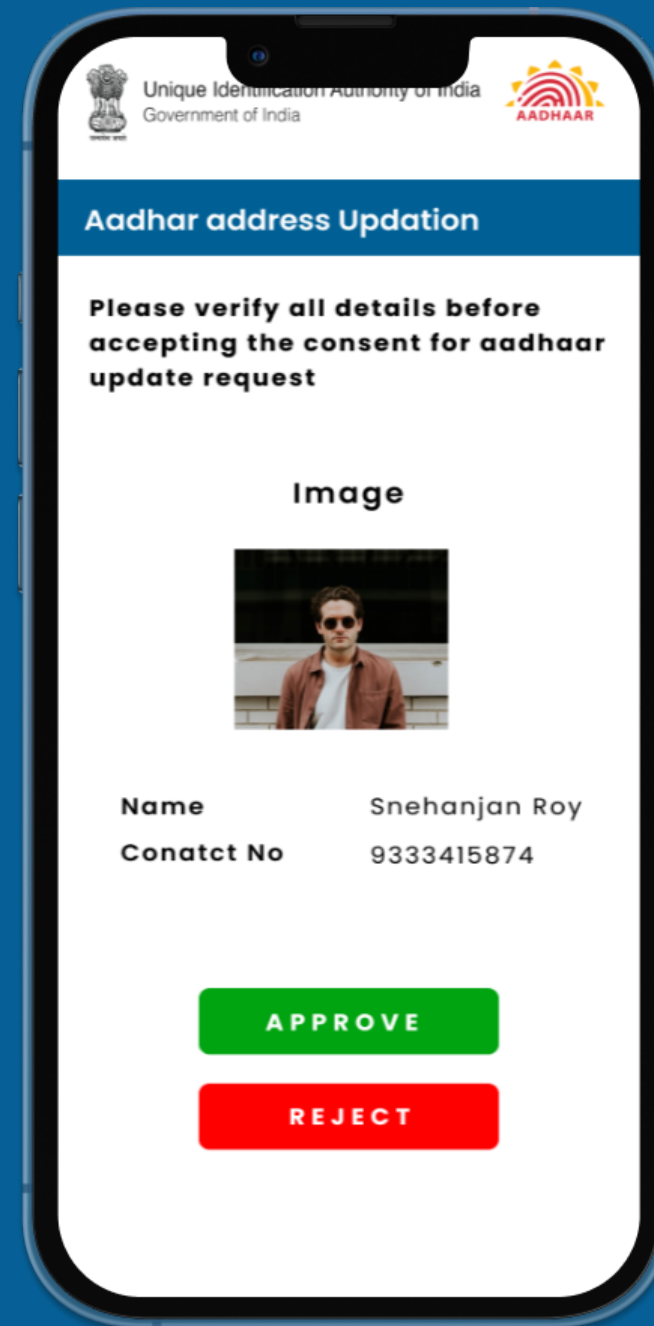 Unique Identification Authority of India
Government of India
AADHAAR
Aadhar address Updation
Please verify all details before
accepting the consent for aadhaar
update request
Image
Name Snehanjan Roy
Conatct No 9333415874
APPROVE
REJECT